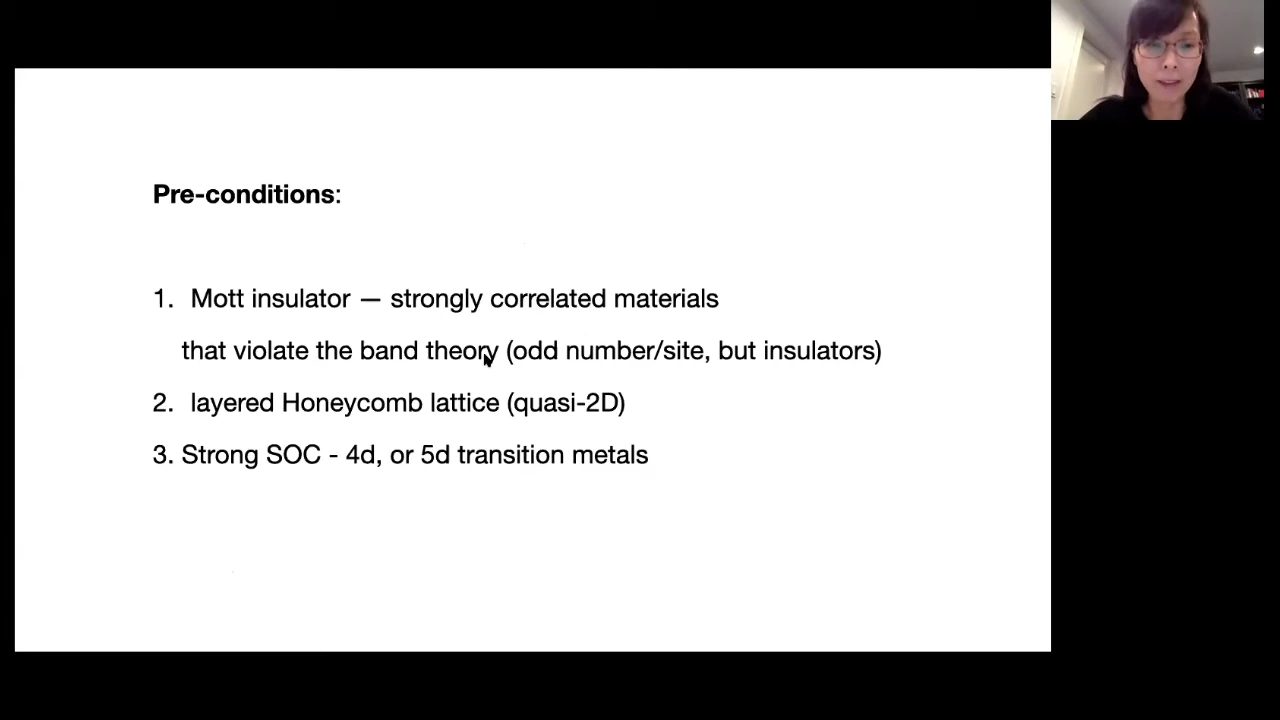 Pre-conditions:
1. Mott insulator — strongly correlated materials
that violate the band theory (odd number/site, but insulators)
2. layered Honeycomb lattice (quasi-2D)
3. Strong SOC - 4d, or 5d transition metals